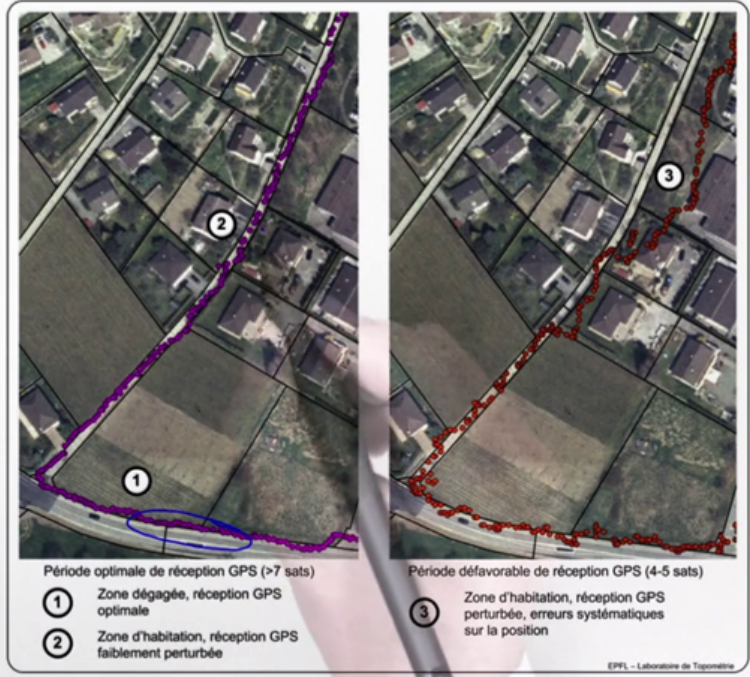 2
1
3
Période optimale de réception GPS (>7 sats)
1
Zone dégagée, réception GPS
optimale
2
Zone d'habitation, réception GPS
faiblement perturbée
Période défavorable de réception GPS (4-5 sats)
3
Zone d'habitation, réception GPS
perturbée, erreurs systématiques
sur la position
EPFL – Laboratoire de Topométrie